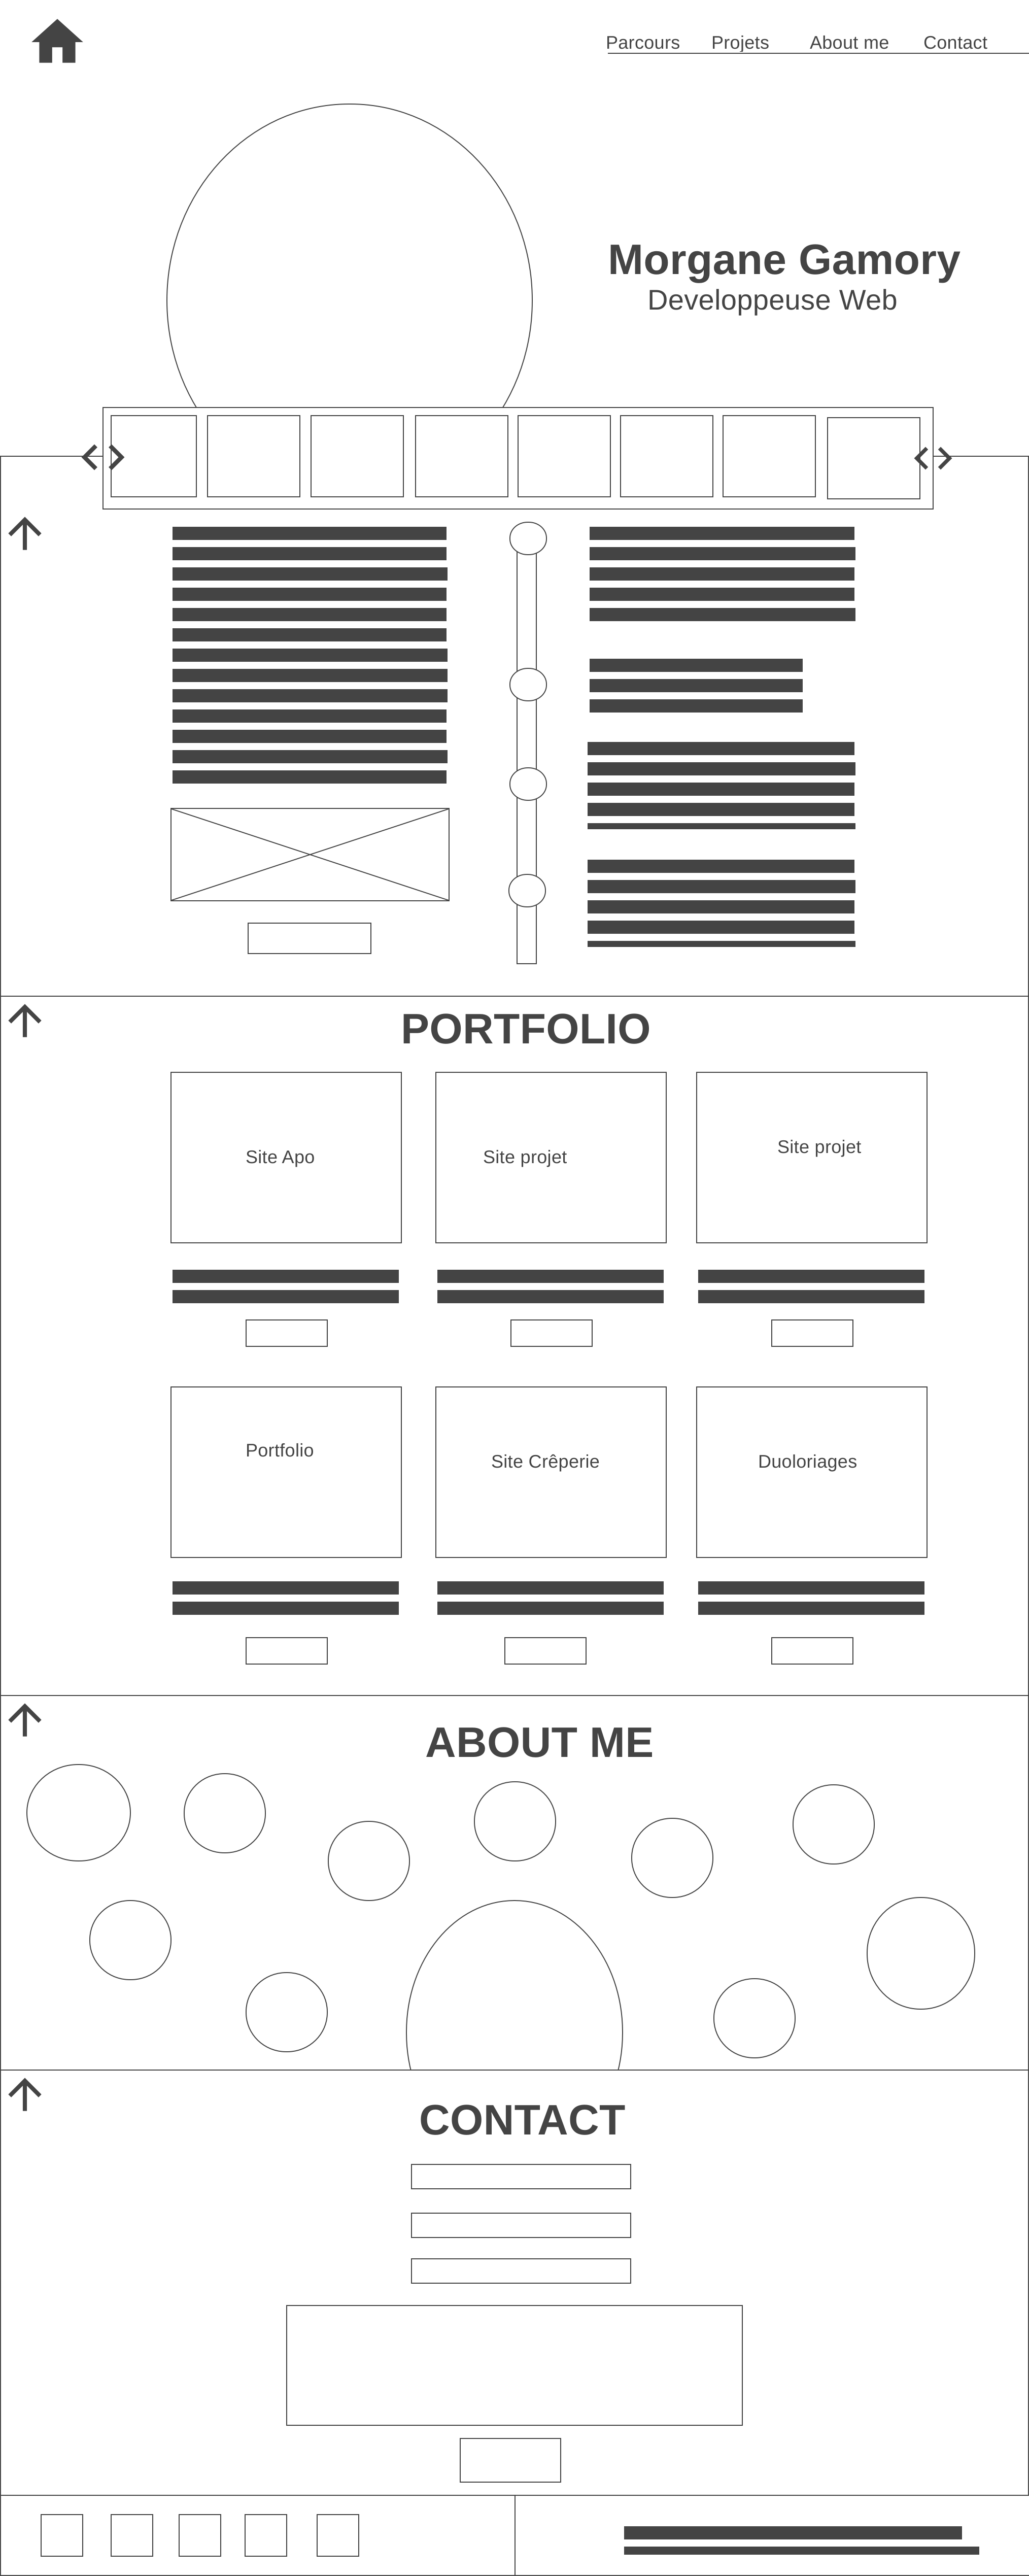 Parcours Projets About me Contact
Morgane Gamory
Developpeuse Web
PORTFOLIO
Site Apo Site projet Site projet
Portfolio Site Crêperie Duoloriages
ABOUT ME
CONTACT